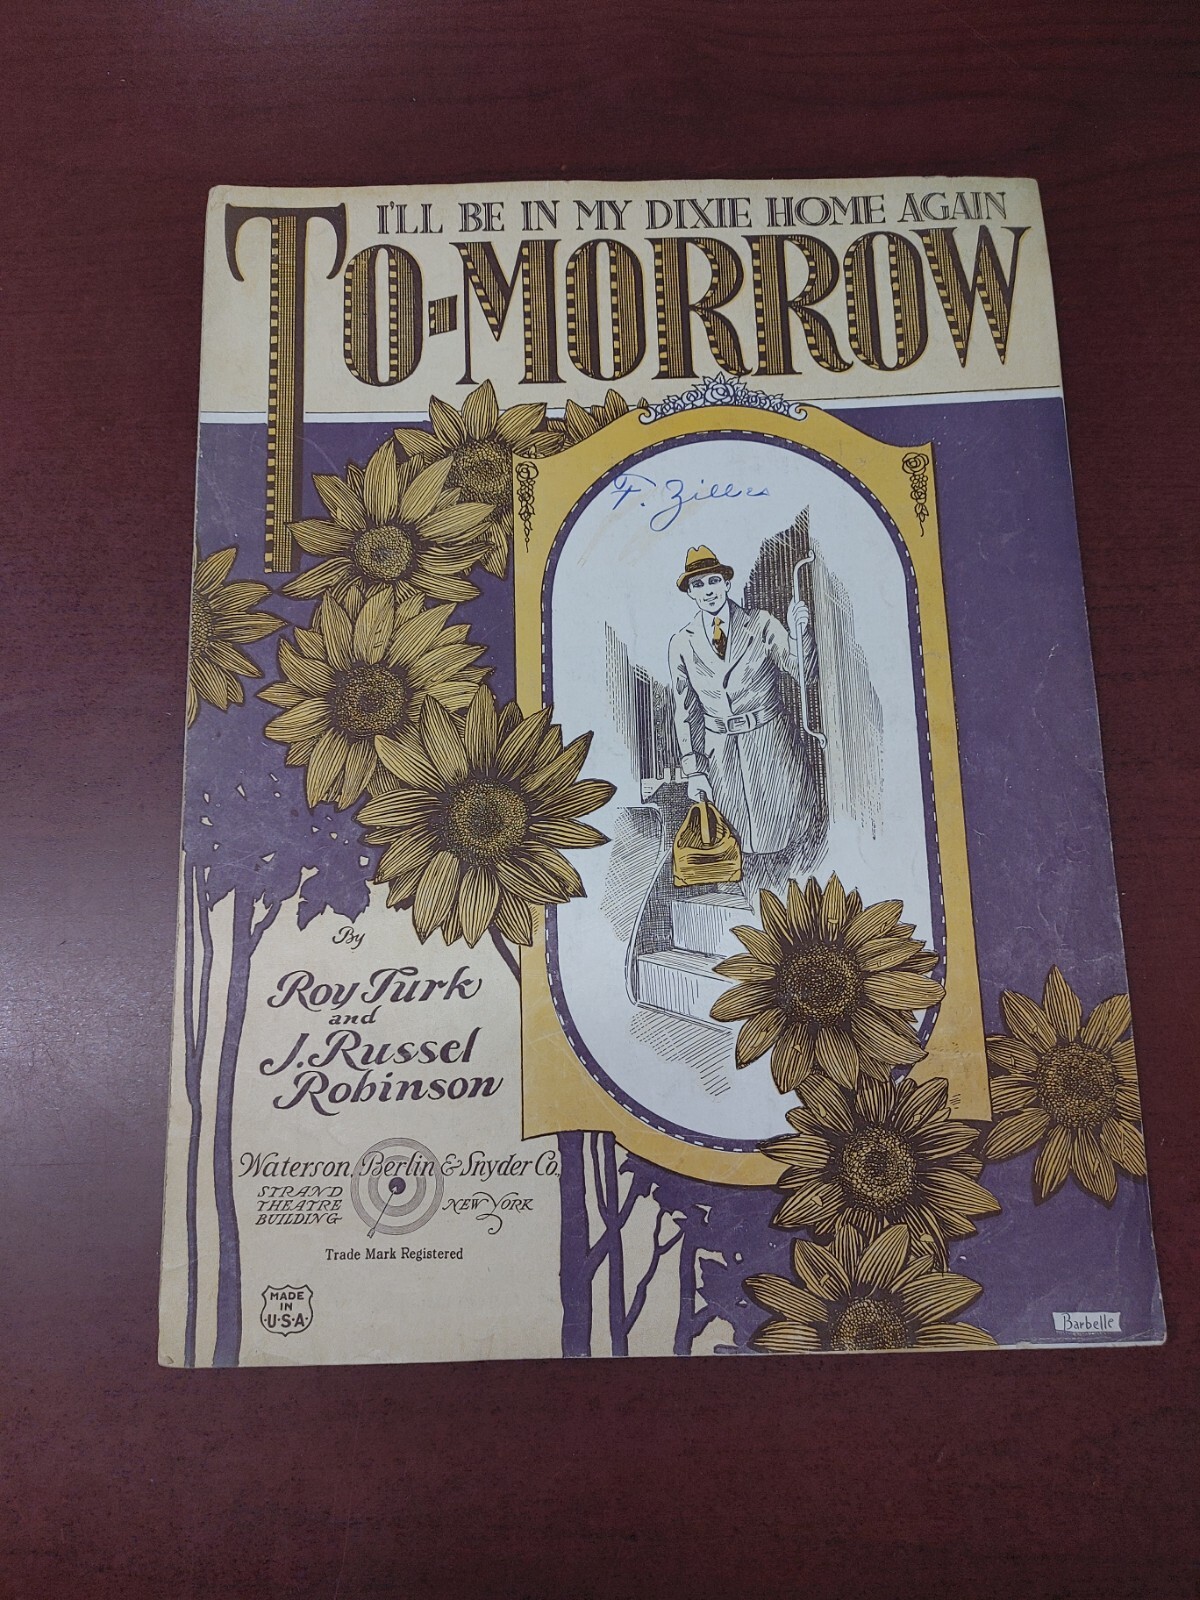 I'LL BE IN MY DIXIE HOME AGAIN
TO-MORROW
F. Zilles
By
Roy Turk
and
J. Russel
Robinson
Waterson, Berlin & Snyder Co.
STRAND
THEATRE
BUILDING
NEW YORK
Trade Mark Registered
MADE
IN
U·S·A·
Barbelle